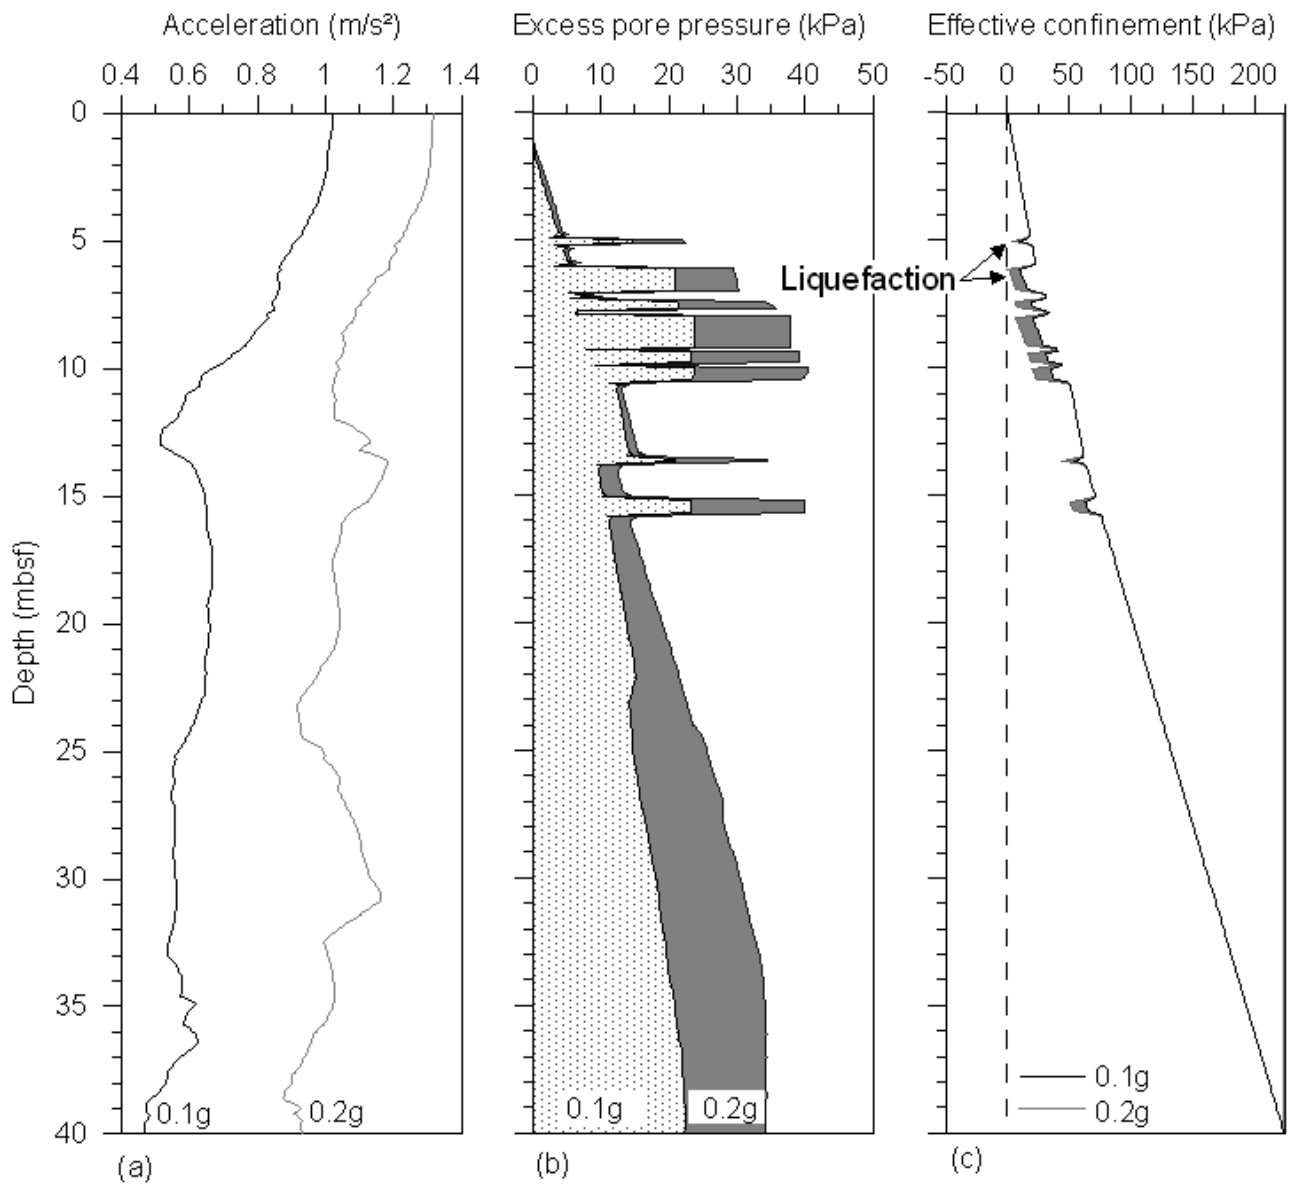 Acceleration (m/s²) Excess pore pressure (kPa) Effective confinement (kPa)
0.4 0.6 0.8 1 1.2 1.4 0 10 20 30 40 50 -50 0 50 100 150 200
0
5
Liquefaction
10
15
Depth (mbsf)
20
25
30
35
40
0.1g 0.2g
0.1g 0.2g
0.1g
0.2g
(a) (b) (c)